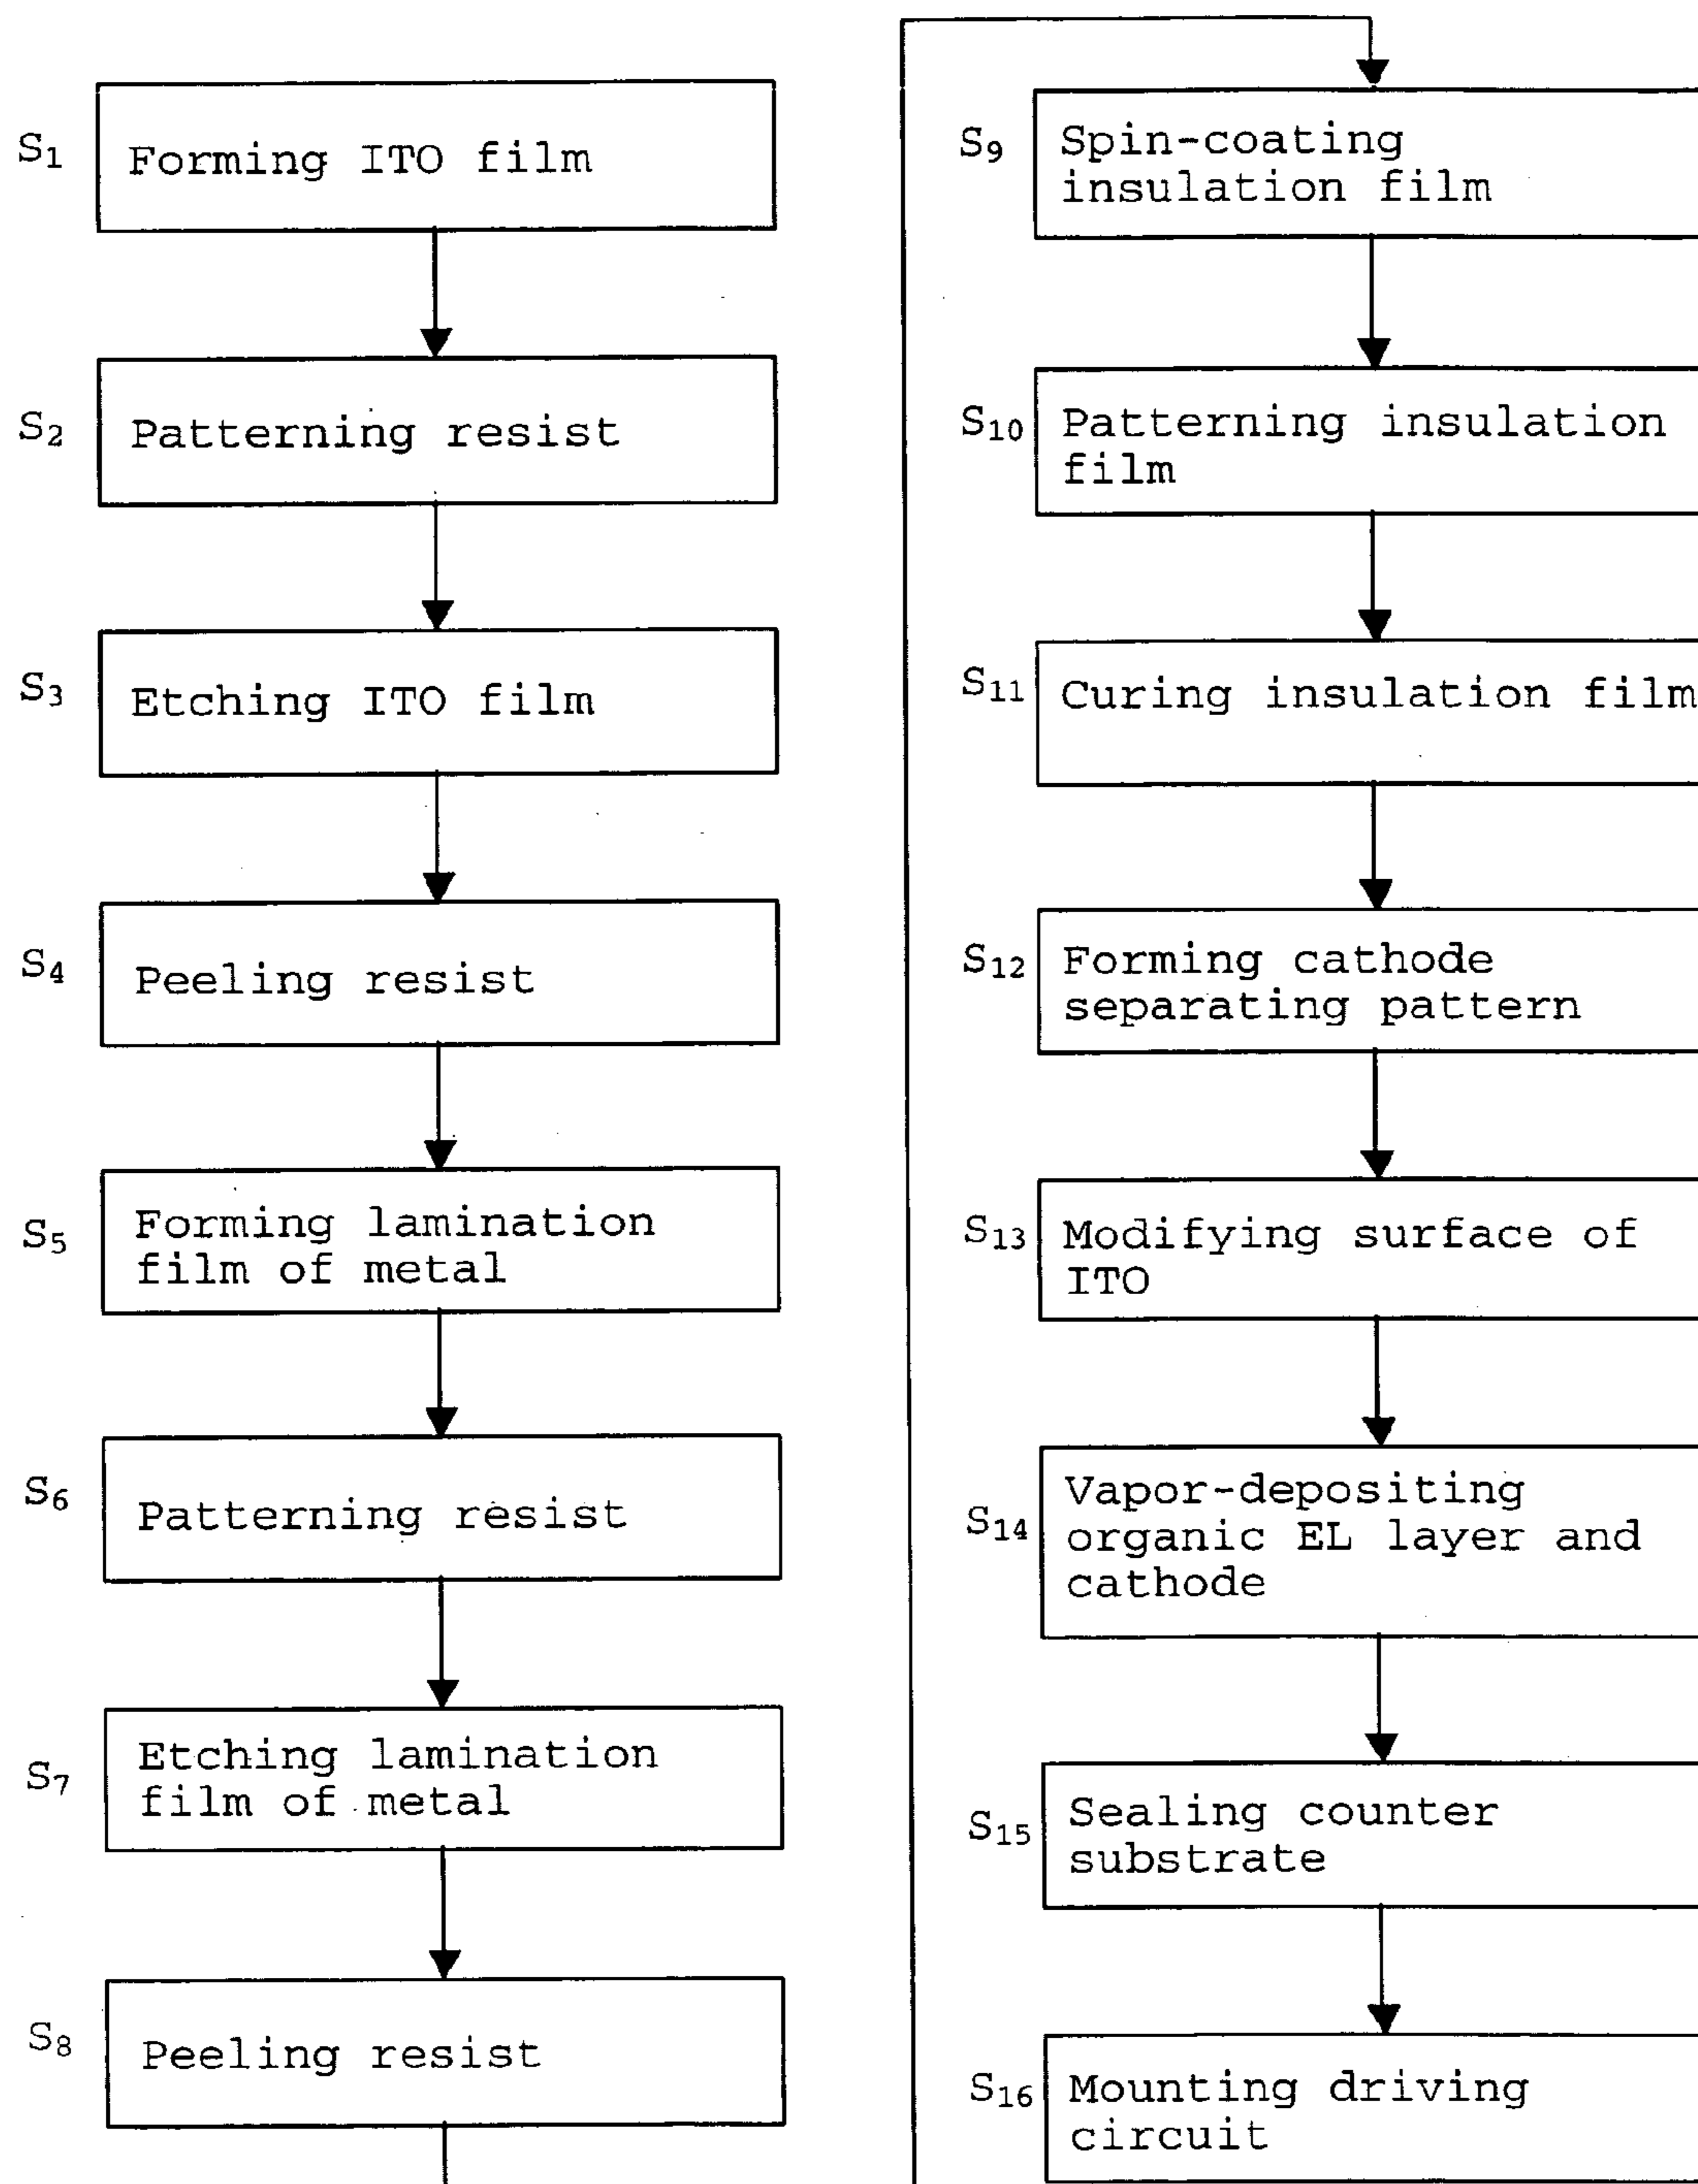 S1
Forming ITO film
S2
Patterning resist
S3
Etching ITO film
S4
Peeling resist
S5
Forming lamination
film of metal
S6
Patterning resist
S7
Etching lamination
film of metal
S8
Peeling resist
S9
Spin-coating
insulation film
S10
Patterning insulation
film
S11
Curing insulation film
S12
Forming cathode
separating pattern
S13
Modifying surface of
ITO
S14
Vapor-depositing
organic EL layer and
cathode
S15
Sealing counter
substrate
S16
Mounting driving
circuit